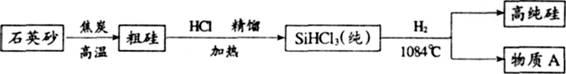 石英砂 焦炭 高温 粗硅 HCl 精馏 加热 SiHCl₃(纯) H₂ 1084℃ 高纯硅
物质A